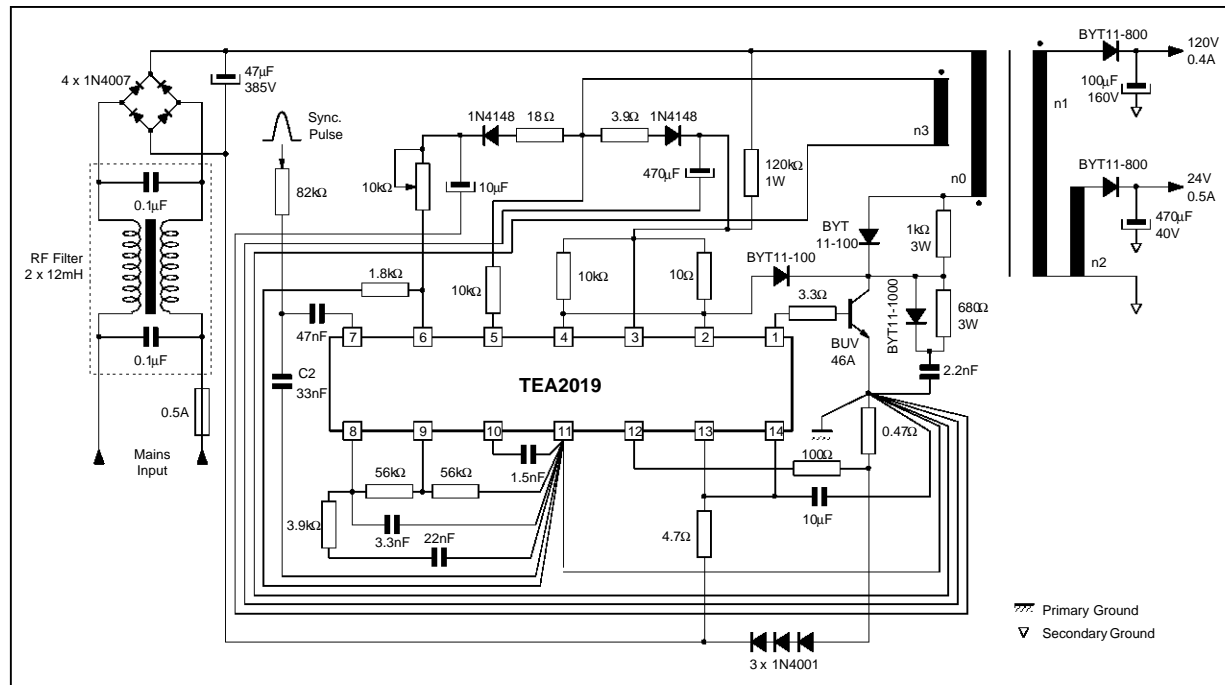 4 x 1N4007
47µF
385V
Sync.
Pulse
82kΩ
0.1µF
RF Filter
2 x 12mH
0.1µF
0.5A
Mains
Input
1N4148
18Ω
3.9Ω
1N4148
10kΩ
10µF
470µF
120kΩ
1W
1.8kΩ
10kΩ
10kΩ
10Ω
BYT11-100
BYT
11-100
1kΩ
3W
3.3Ω
BUV
46A
BYT11-1000
680Ω
3W
2.2nF
47nF
C2
33nF
7
6
5
4
3
2
1
TEA2019
8
9
10
11
12
13
14
56kΩ
56kΩ
1.5nF
3.9kΩ
3.3nF
22nF
100Ω
0.47Ω
10µF
4.7Ω
3 x 1N4001
n3
n0
n1
n2
BYT11-800
120V
0.4A
100µF
160V
BYT11-800
24V
0.5A
470µF
40V
Primary Ground
Secondary Ground